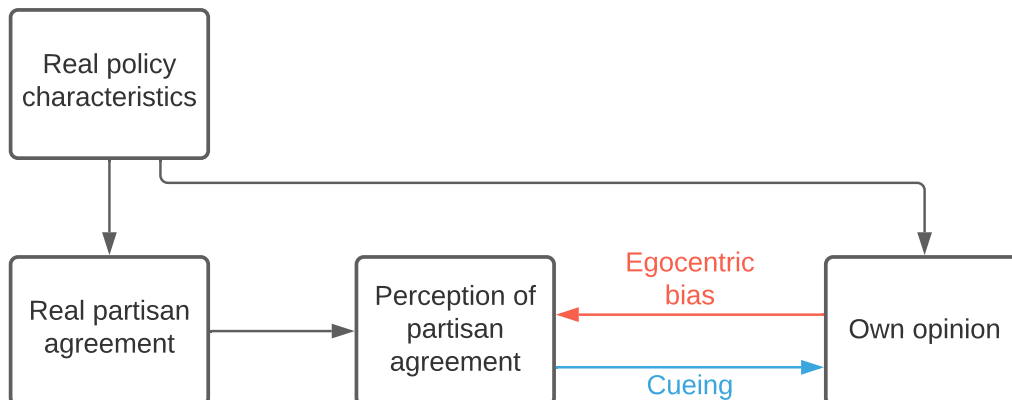 Real policy
characteristics
Real partisan
agreement
Perception of
partisan
agreement
Egocentric
bias
Cueing
Own opinion